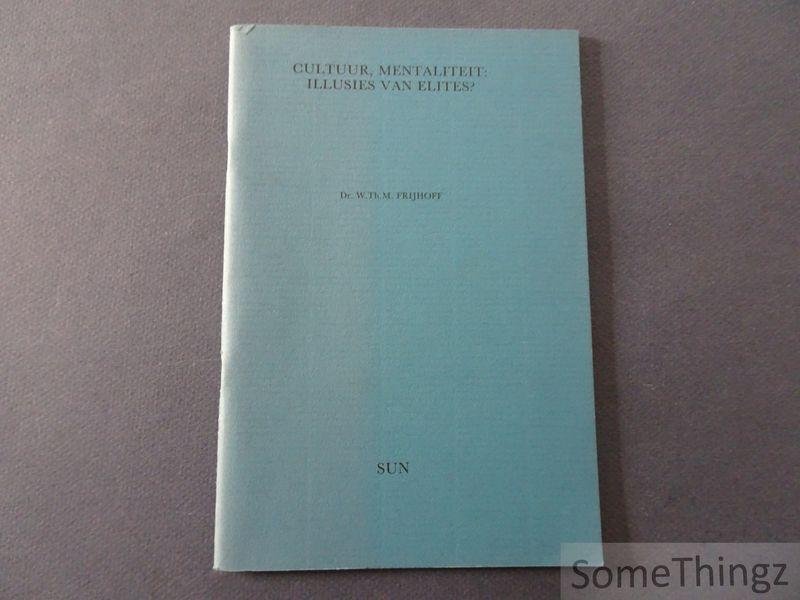 CULTUUR, MENTALITEIT:
ILLUSIES VAN ELITES?
Dr. W.Th.M. FRIJHOFF
SUN
SomeThingz